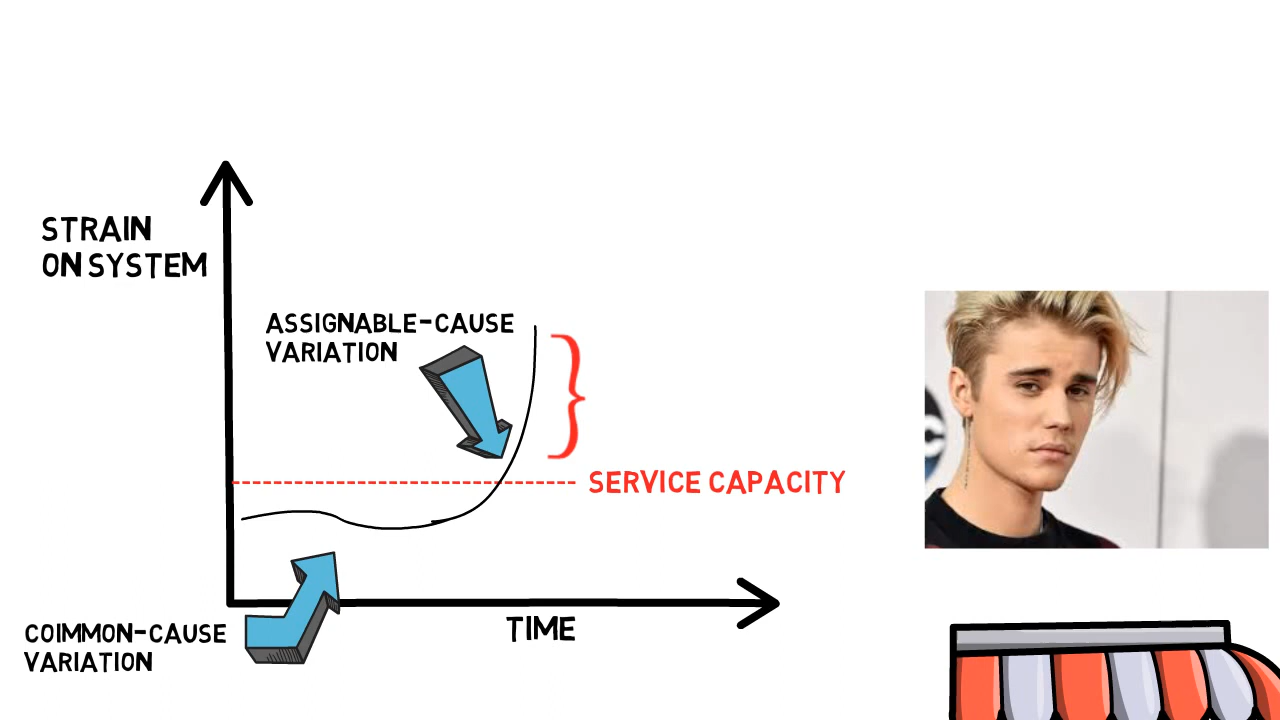 STRAIN
ON SYSTEM
ASSIGNABLE-CAUSE
VARIATION
SERVICE CAPACITY
COIMMON-CAUSE
VARIATION
TIME